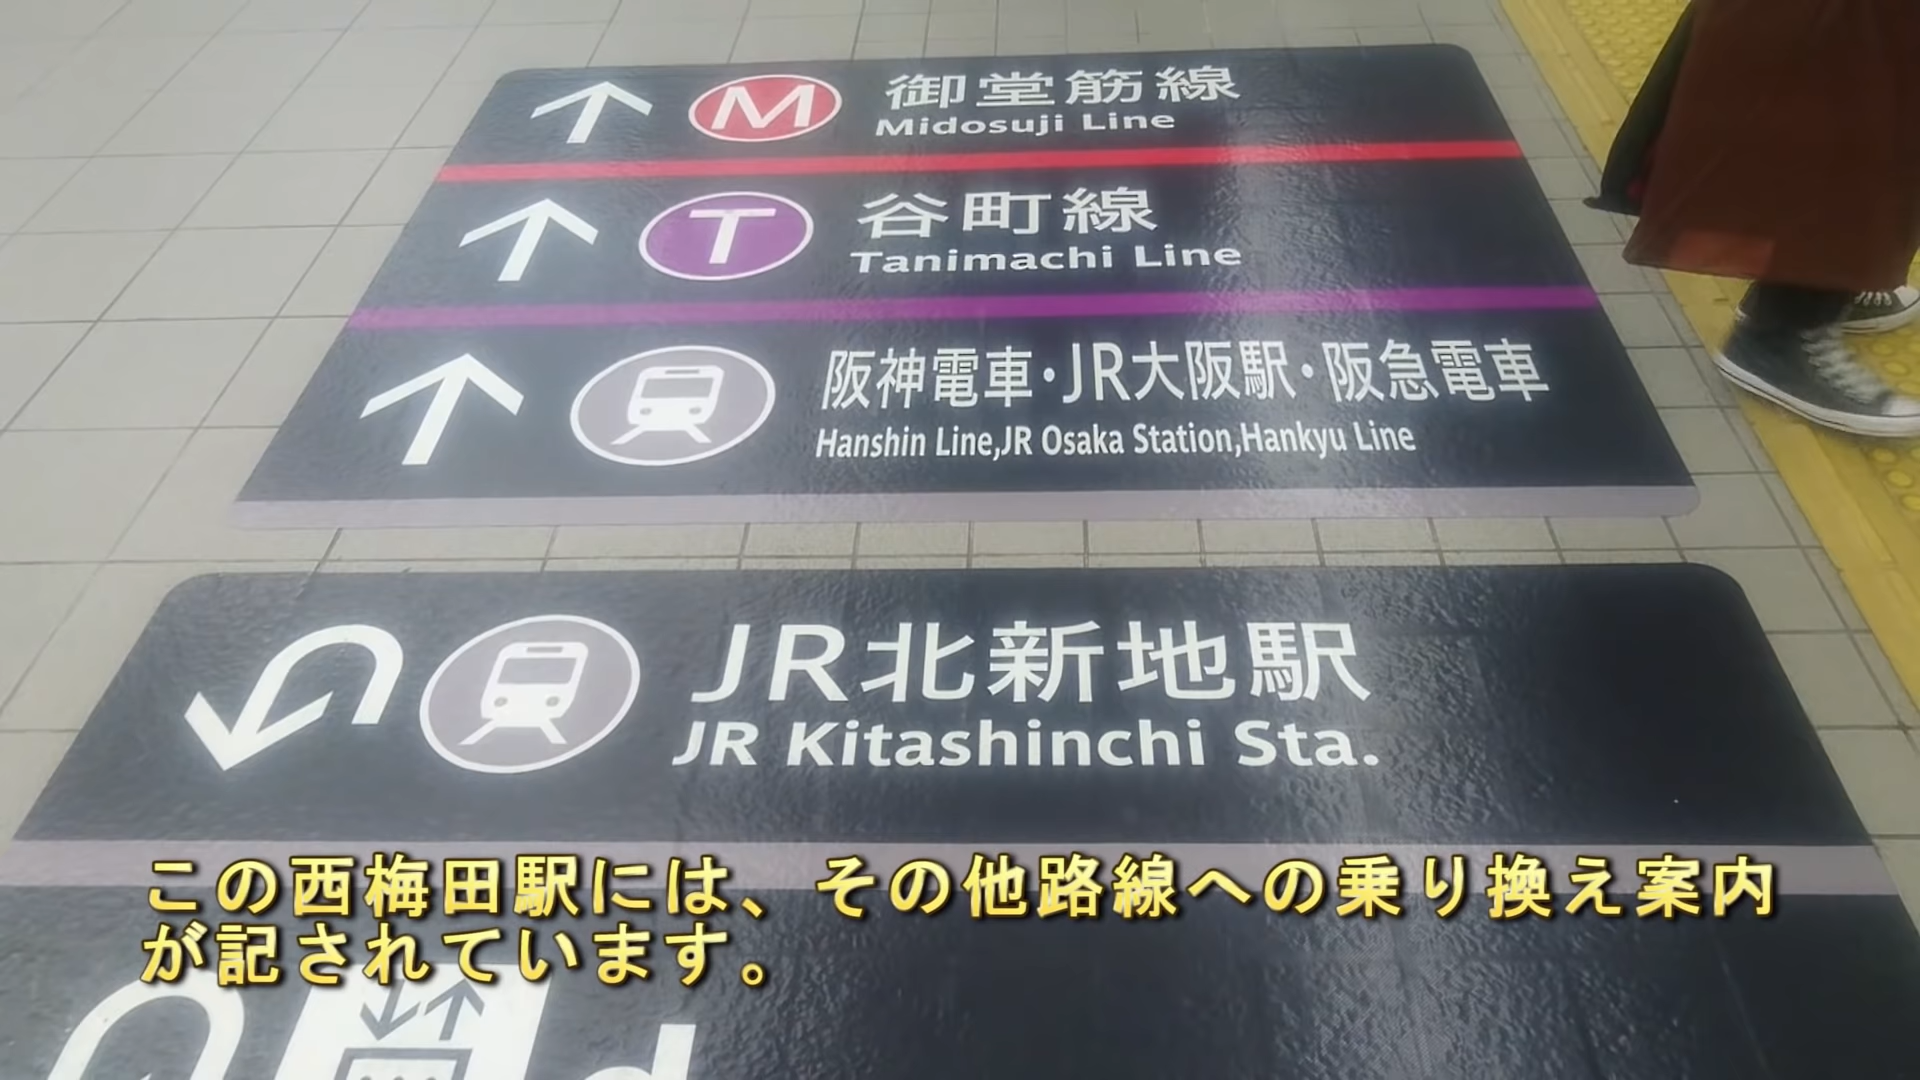 M 御堂筋線
Midosuji Line
T 谷町線
Tanimachi Line
阪神電車・JR大阪駅・阪急電車
Hanshin Line,JR Osaka Station,Hankyu Line
JR北新地駅
JR Kitashinchi Sta.
この西梅田駅には、その他路線への乗り換え案内
が記されています。